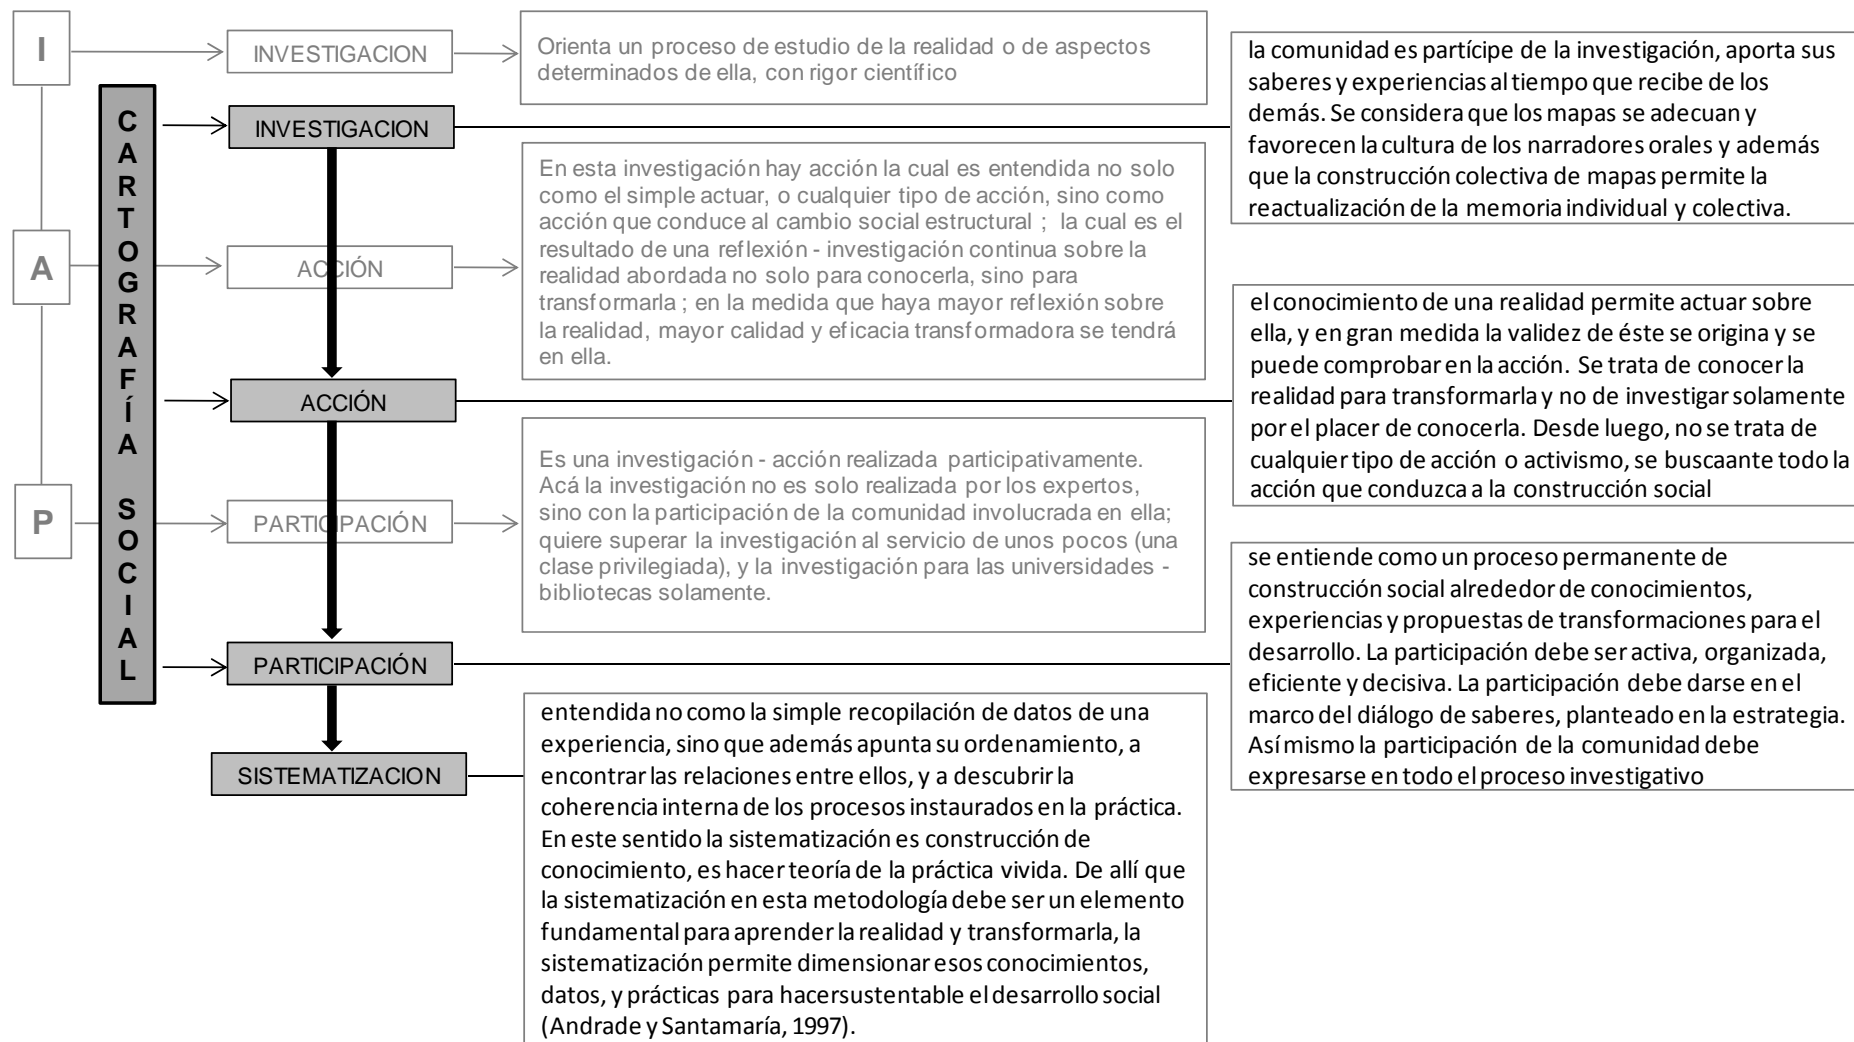 I
INVESTIGACION
Orienta un proceso de estudio de la realidad o de aspectos
determinados de ella, con rigor científico
CARTOGRAFÍA SOCIAL
INVESTIGACION
la comunidad es partícipe de la investigación, aporta sus
saberes y experiencias al tiempo que recibe de los
demás. Se considera que los mapas se adecuan y
favorecen la cultura de los narradores orales y además
que la construcción colectiva de mapas permite la
reactualización de la memoria individual y colectiva.
A
ACCIÓN
En esta investigación hay acción la cual es entendida no solo
como el simple actuar, o cualquier tipo de acción, sino como
acción que conduce al cambio social estructural ; la cual es el
resultado de una reflexión - investigación continua sobre la
realidad abordada no solo para conocerla, sino para
transformarla ; en la medida que haya mayor reflexión sobre
la realidad, mayor calidad y eficacia transformadora se tendrá
en ella.
ACCIÓN
el conocimiento de una realidad permite actuar sobre
ella, y en gran medida la validez de éste se origina y se
puede comprobar en la acción. Se trata de conocer la
realidad para transformarla y no de investigar solamente
por el placer de conocerla. Desde luego, no se trata de
cualquier tipo de acción o activismo, se buscaante todo la
acción que conduzca a la construcción social
P
PARTICIPACIÓN
Es una investigación - acción realizada participativamente.
Acá la investigación no es solo realizada por los expertos,
sino con la participación de la comunidad involucrada en ella;
quiere superar la investigación al servicio de unos pocos (una
clase privilegiada), y la investigación para las universidades -
bibliotecas solamente.
PARTICIPACIÓN
se entiende como un proceso permanente de
construcción social alrededor de conocimientos,
experiencias y propuestas de transformaciones para el
desarrollo. La participación debe ser activa, organizada,
eficiente y decisiva. La participación debe darse en el
marco del diálogo de saberes, planteado en la estrategia.
Así mismo la participación de la comunidad debe
expresarse en todo el proceso investigativo
SISTEMATIZACION
entendida no como la simple recopilación de datos de una
experiencia, sino que además apunta su ordenamiento, a
encontrar las relaciones entre ellos, y a descubrir la
coherencia interna de los procesos instaurados en la práctica.
En este sentido la sistematización es construcción de
conocimiento, es hacer teoría de la práctica vivida. De allí que
la sistematización en esta metodología debe ser un elemento
fundamental para aprender la realidad y transformarla, la
sistematización permite dimensionar esos conocimientos,
datos, y prácticas para hacersustentable el desarrollo social
(Andrade y Santamaría, 1997).